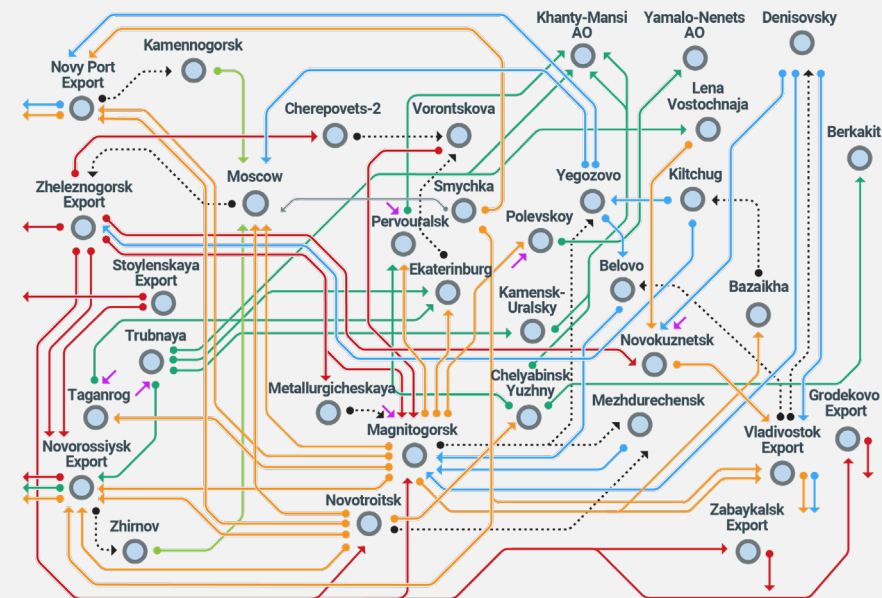 Khanty-Mansi
AO
Yamalo-Nenets
AO
Denisovsky
Kamennogorsk
Novy Port
Export
Cherepovets-2
Vorontskova
Lena
Vostochnaja
Berkakit
Zheleznogorsk
Export
Moscow
Smychka
Yegozovo
Kiltchug
Pervouralsk
Polevskoy
Stoylenskaya
Export
Ekaterinburg
Belovo
Bazaikha
Kamensk-
Uralsky
Trubnaya
Novokuznetsk
Taganrog
Metallurgicheskaya
Chelyabinsk
Yuzhny
Mezhdurechensk
Grodekovo
Export
Magnitogorsk
Vladivostok
Export
Novorossiysk
Export
Novotroitsk
Zabaykalsk
Export
Zhirnov